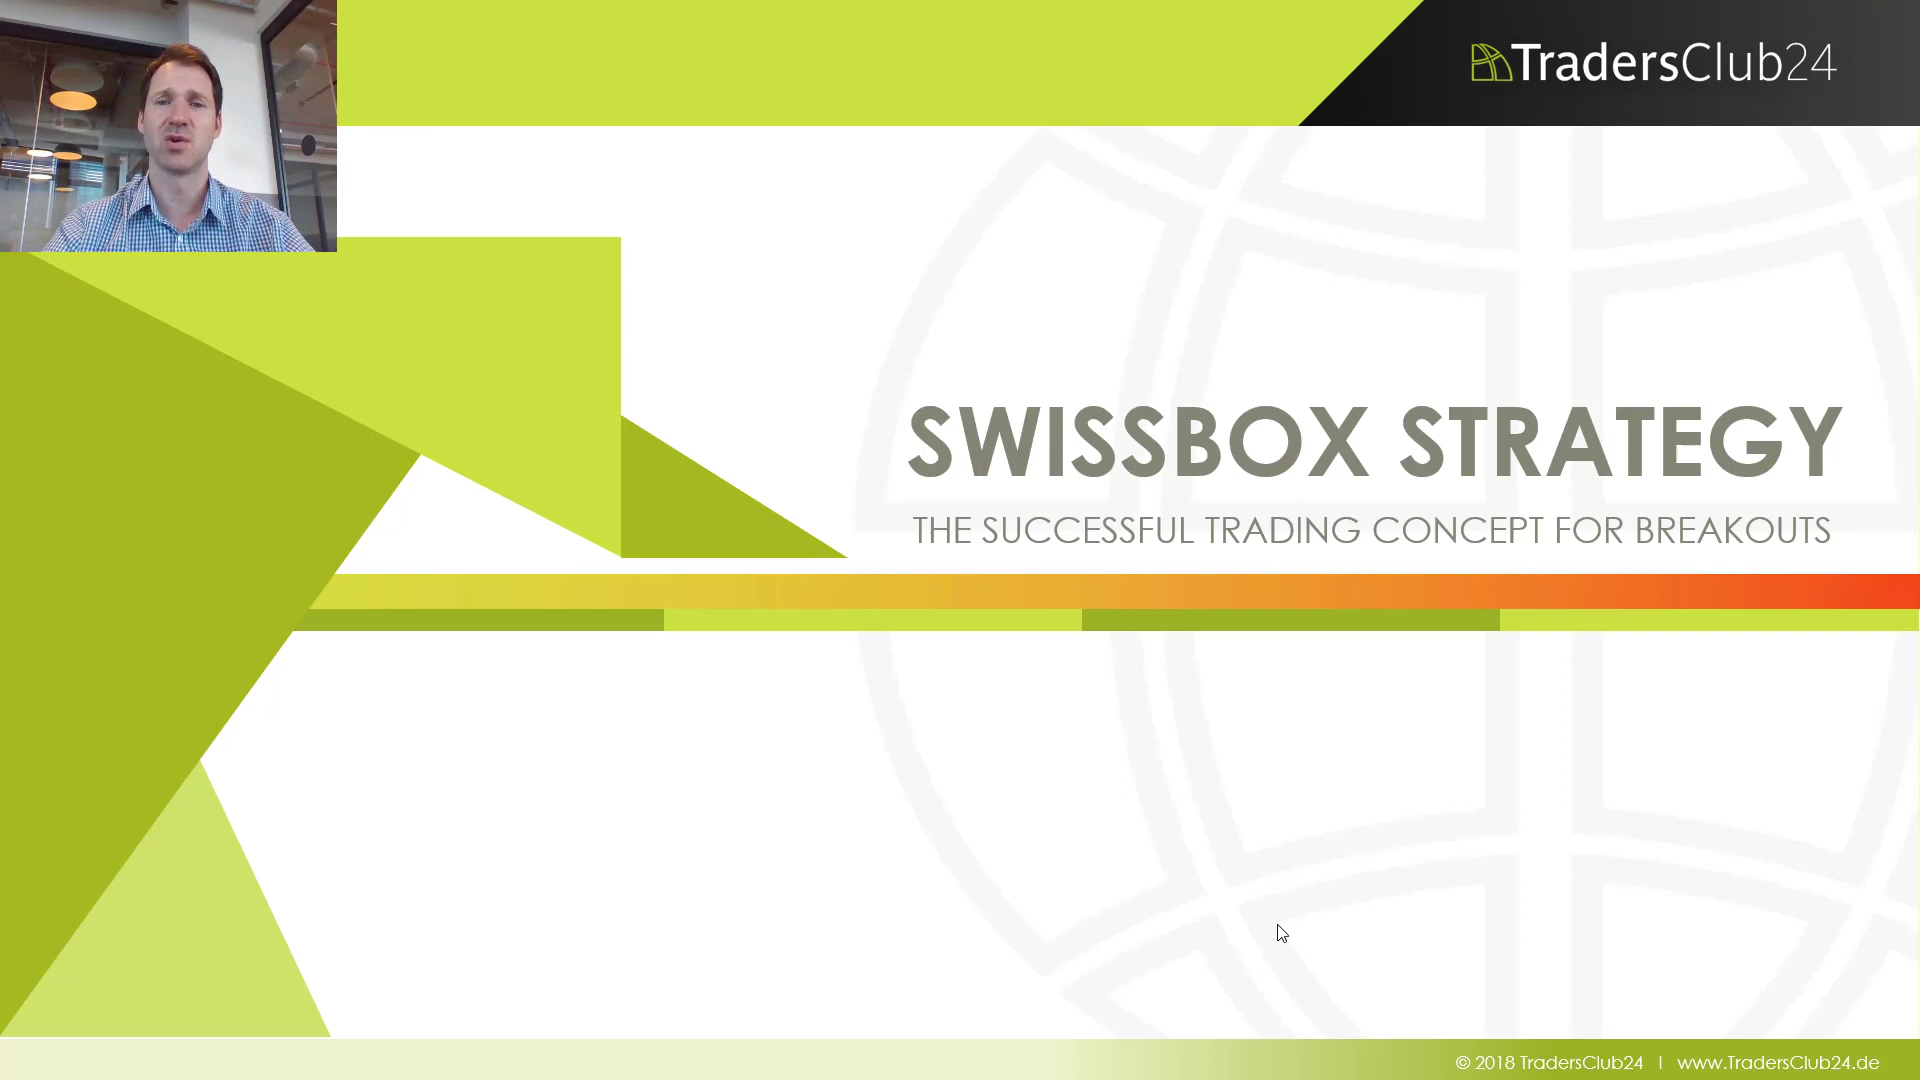 TradersClub24
SWISSBOX STRATEGY
THE SUCCESSFUL TRADING CONCEPT FOR BREAKOUTS
© 2018 TradersClub24 | www.TradersClub24.de